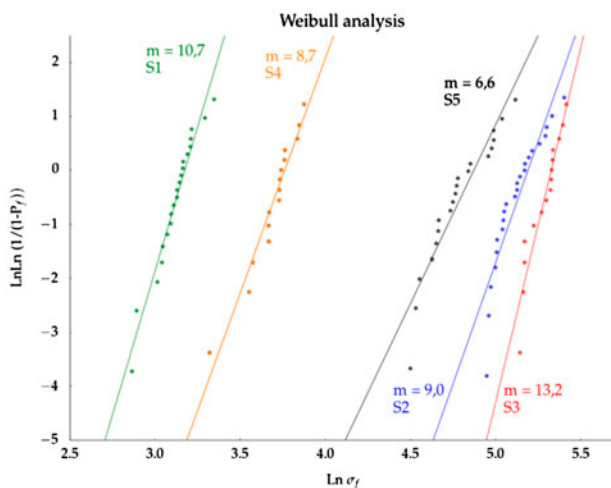 Weibull analysis
LnLn (1/(1-P_f))
2
1
0
-1
-2
-3
-4
-5
m = 10,7
S1
m = 8,7
S4
m = 6,6
S5
m = 9,0
S2
m = 13,2
S3
2.5 3.0 3.5 4.0 4.5 5.0 5.5
Ln σ_f